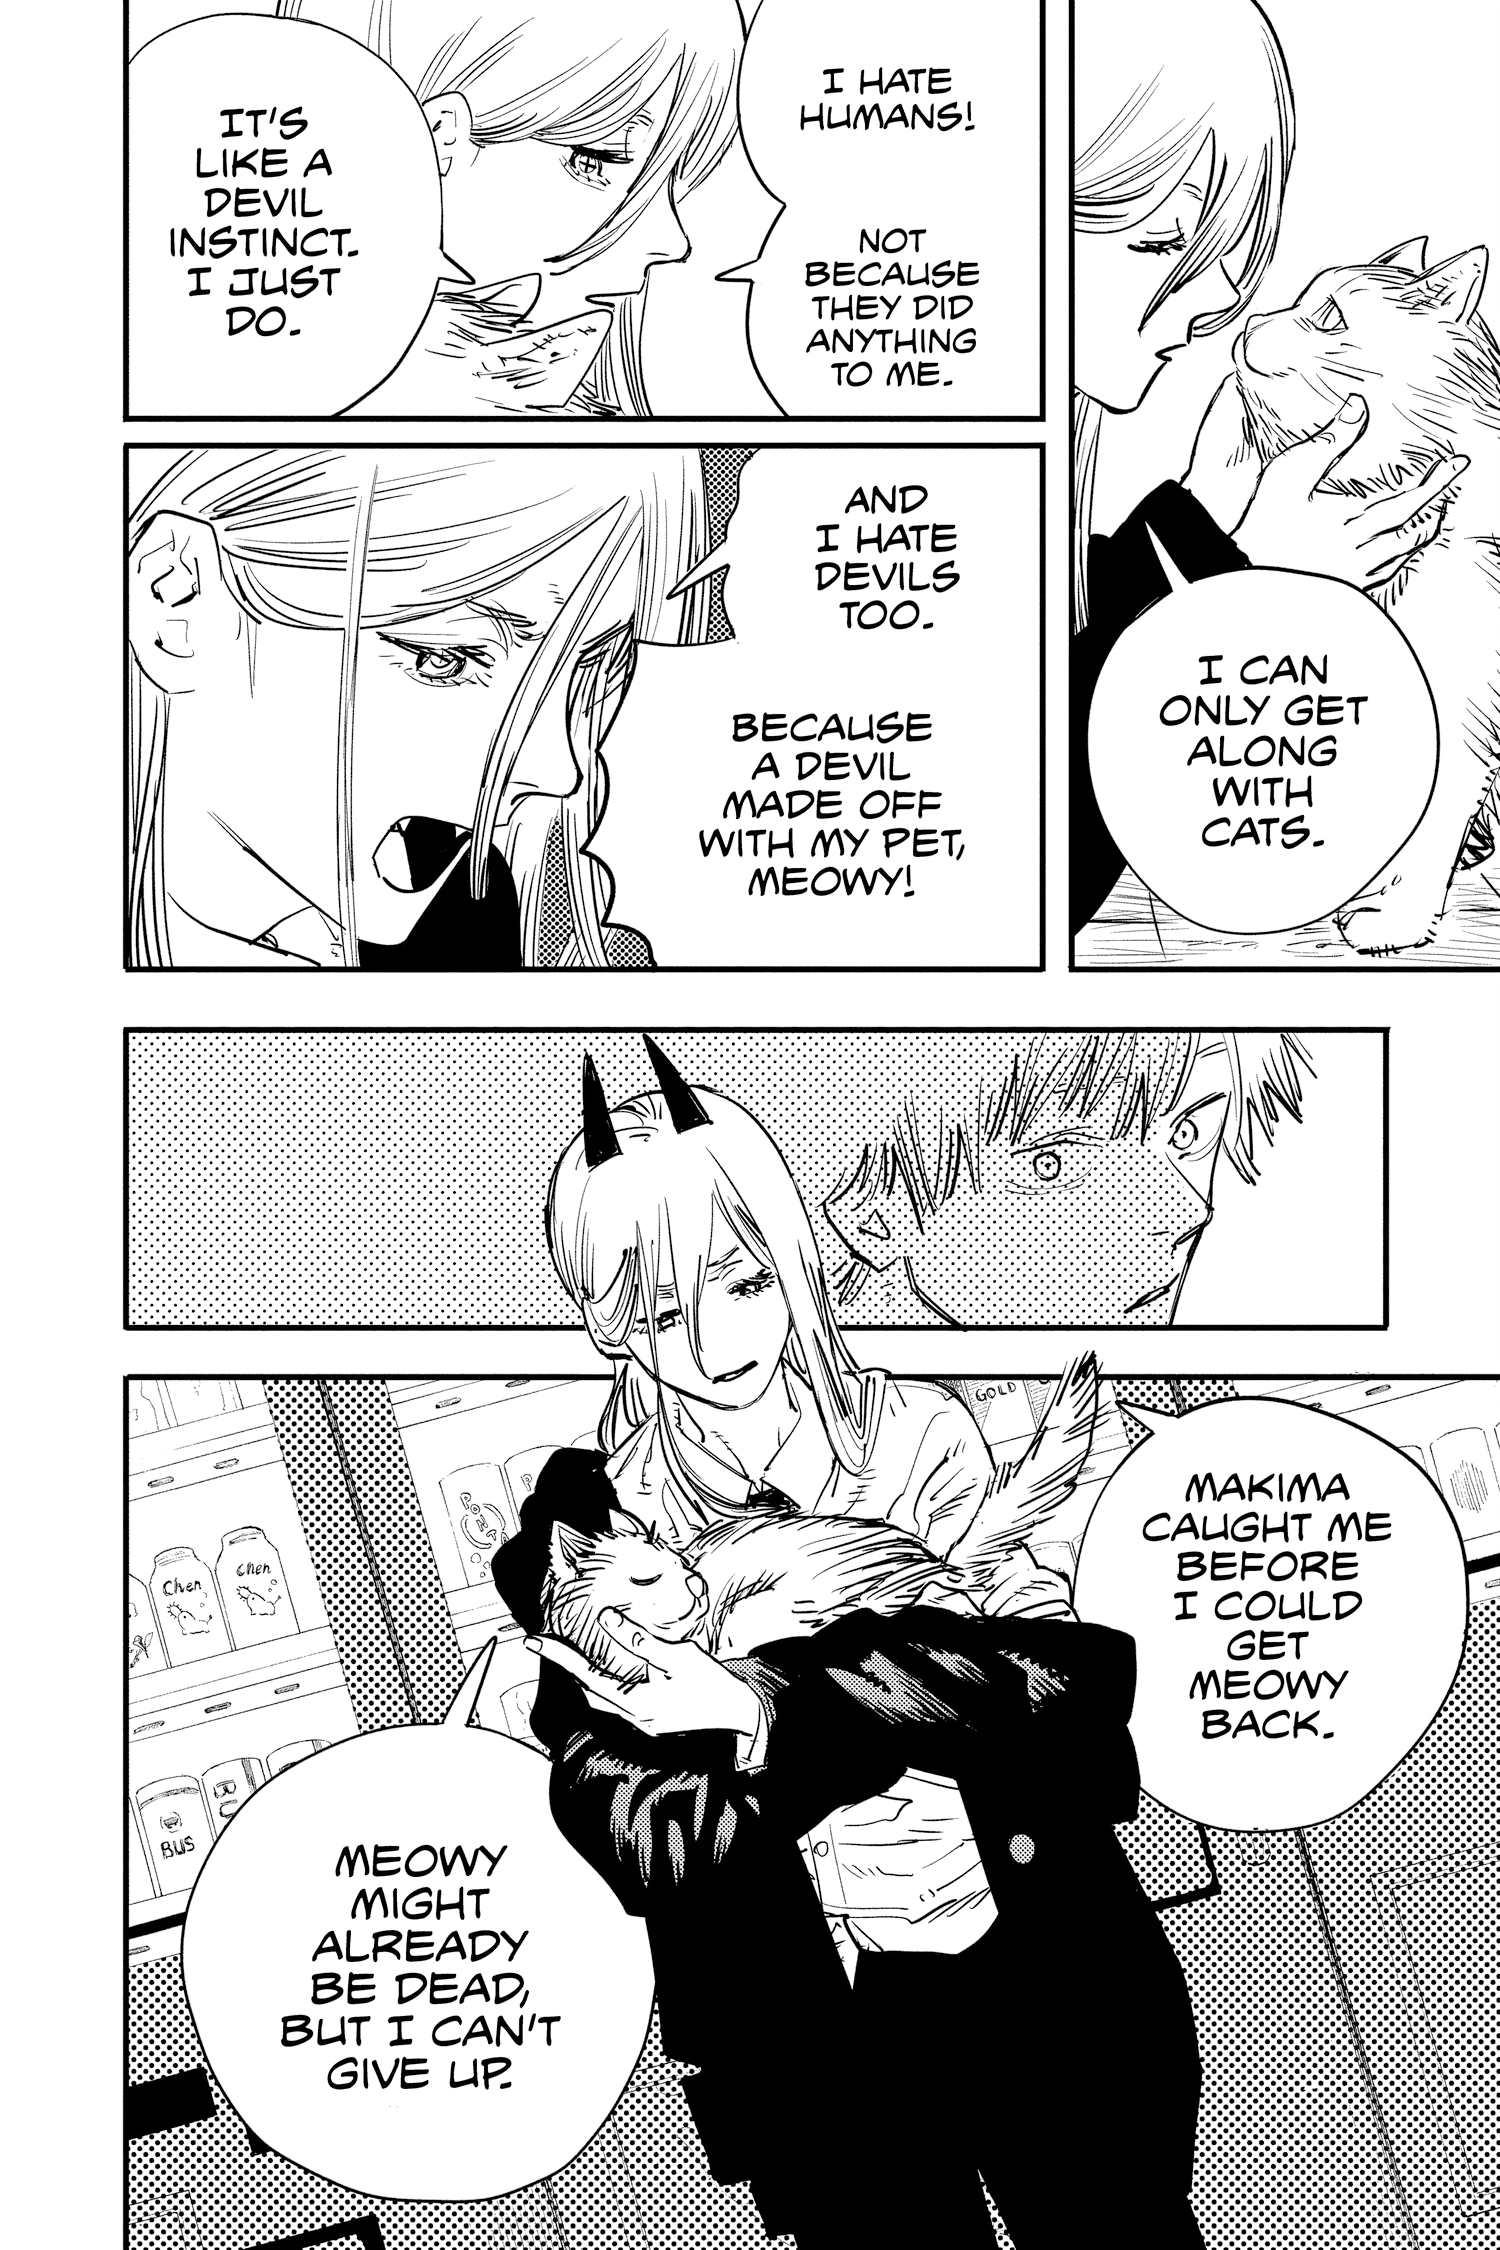 I CAN
ONLY GET
ALONG
WITH
CATS.
I HATE
HUMANS!
NOT
BECAUSE
THEY DID
ANYTHING
TO ME.
IT'S
LIKE A
DEVIL
INSTINCT.
I JUST
DO.
AND
I HATE
DEVILS
TOO.
BECAUSE
A DEVIL
MADE OFF
WITH MY PET,
MEOWY!
MAKIMA
CAUGHT ME
BEFORE
I COULD
GET
MEOWY
BACK.
MEOWY
MIGHT
ALREADY
BE DEAD,
BUT I CAN'T
GIVE UP.
GOLD
PONTA
Chen
Chen
BUS